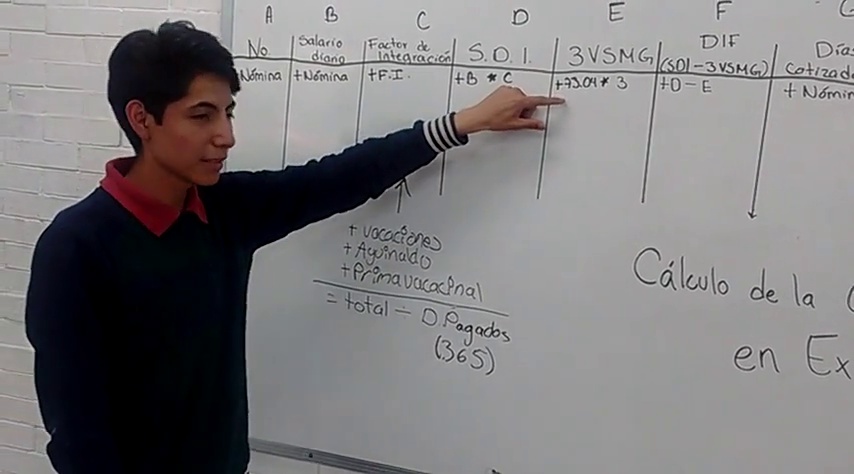 A B C D E F G
No Salario diario Factor de Integración S.D.I. 3VSMG DIF (SDI-3VSMG) Días Cotizad
Nómina +Nómina +F.I. +B * C +73.04 * 3 +D-E + Nómin
+ vacaciones
+ Aguinaldo
+Prima vacacinal
= total ÷ D.Pagados
(365)
Cálculo de la
en Ex